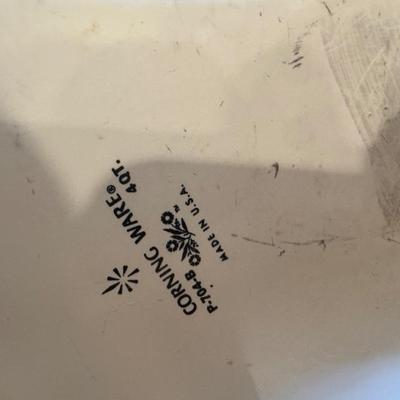 4 QT.
CORNING WARE®
P-704-B
MADE IN U.S.A.